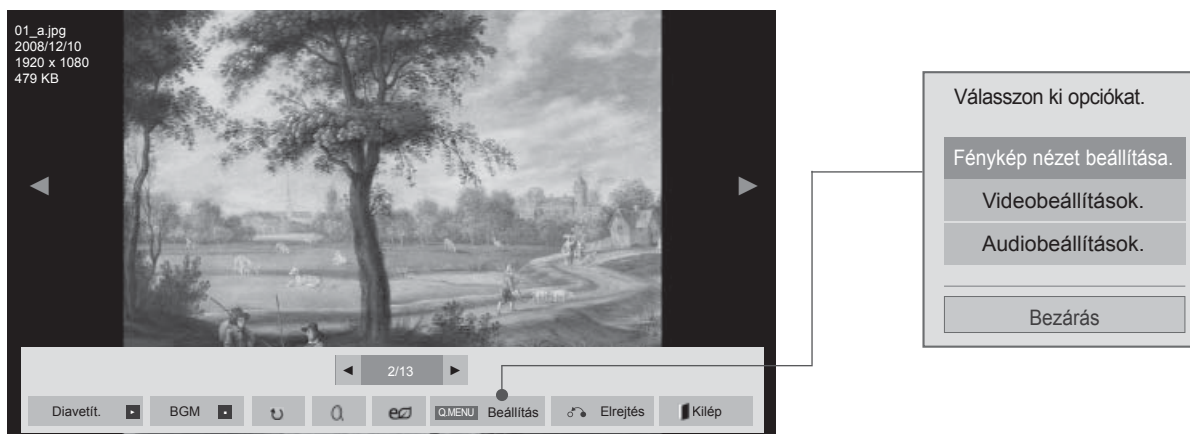 01_a.jpg
2008/12/10
1920 x 1080
479 KB
2/13
Diavetít.
BGM
Q.MENU Beállítás
Elrejtés
Kilép
Válasszon ki opciókat.
Fénykép nézet beállítása.
Videobeállítások.
Audiobeállítások.
Bezárás